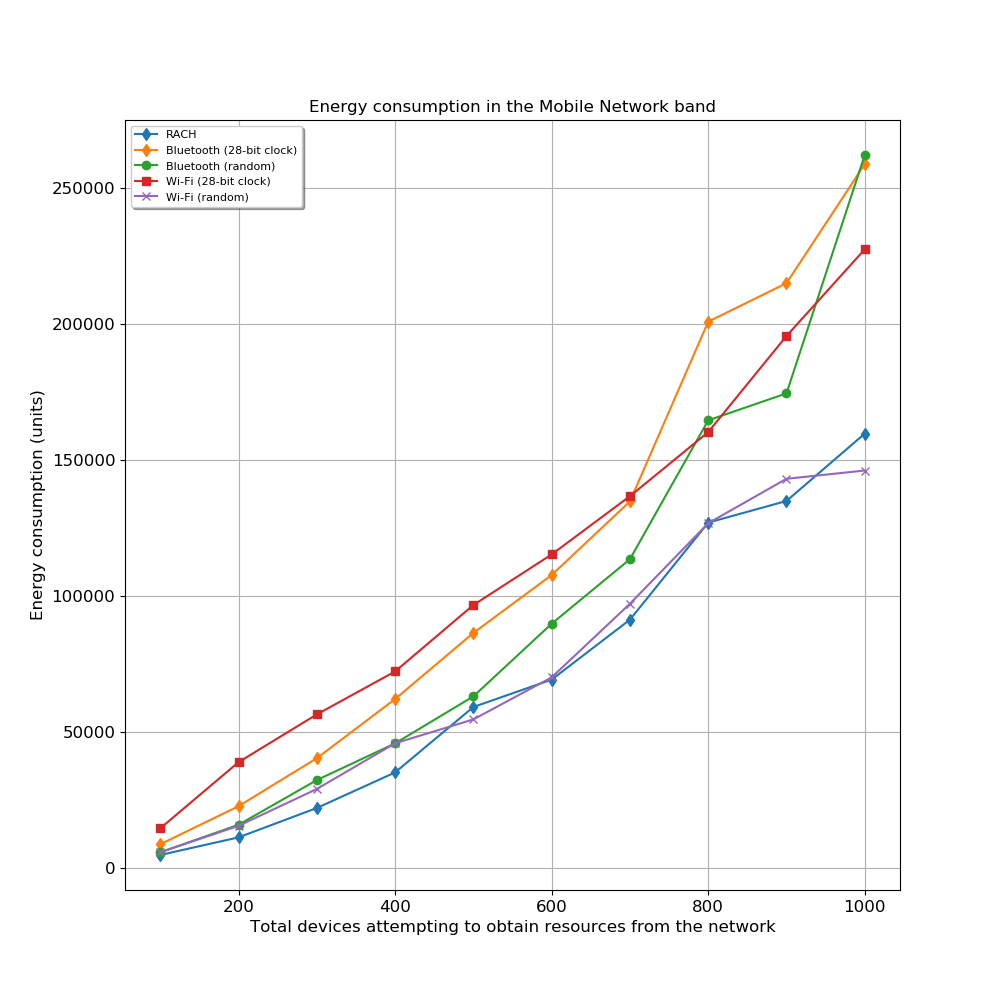 Energy consumption in the Mobile Network band
RACH
Bluetooth (28-bit clock)
Bluetooth (random)
Wi-Fi (28-bit clock)
Wi-Fi (random)
Energy consumption (units)
250000
200000
150000
100000
50000
0
200 400 600 800 1000
Total devices attempting to obtain resources from the network